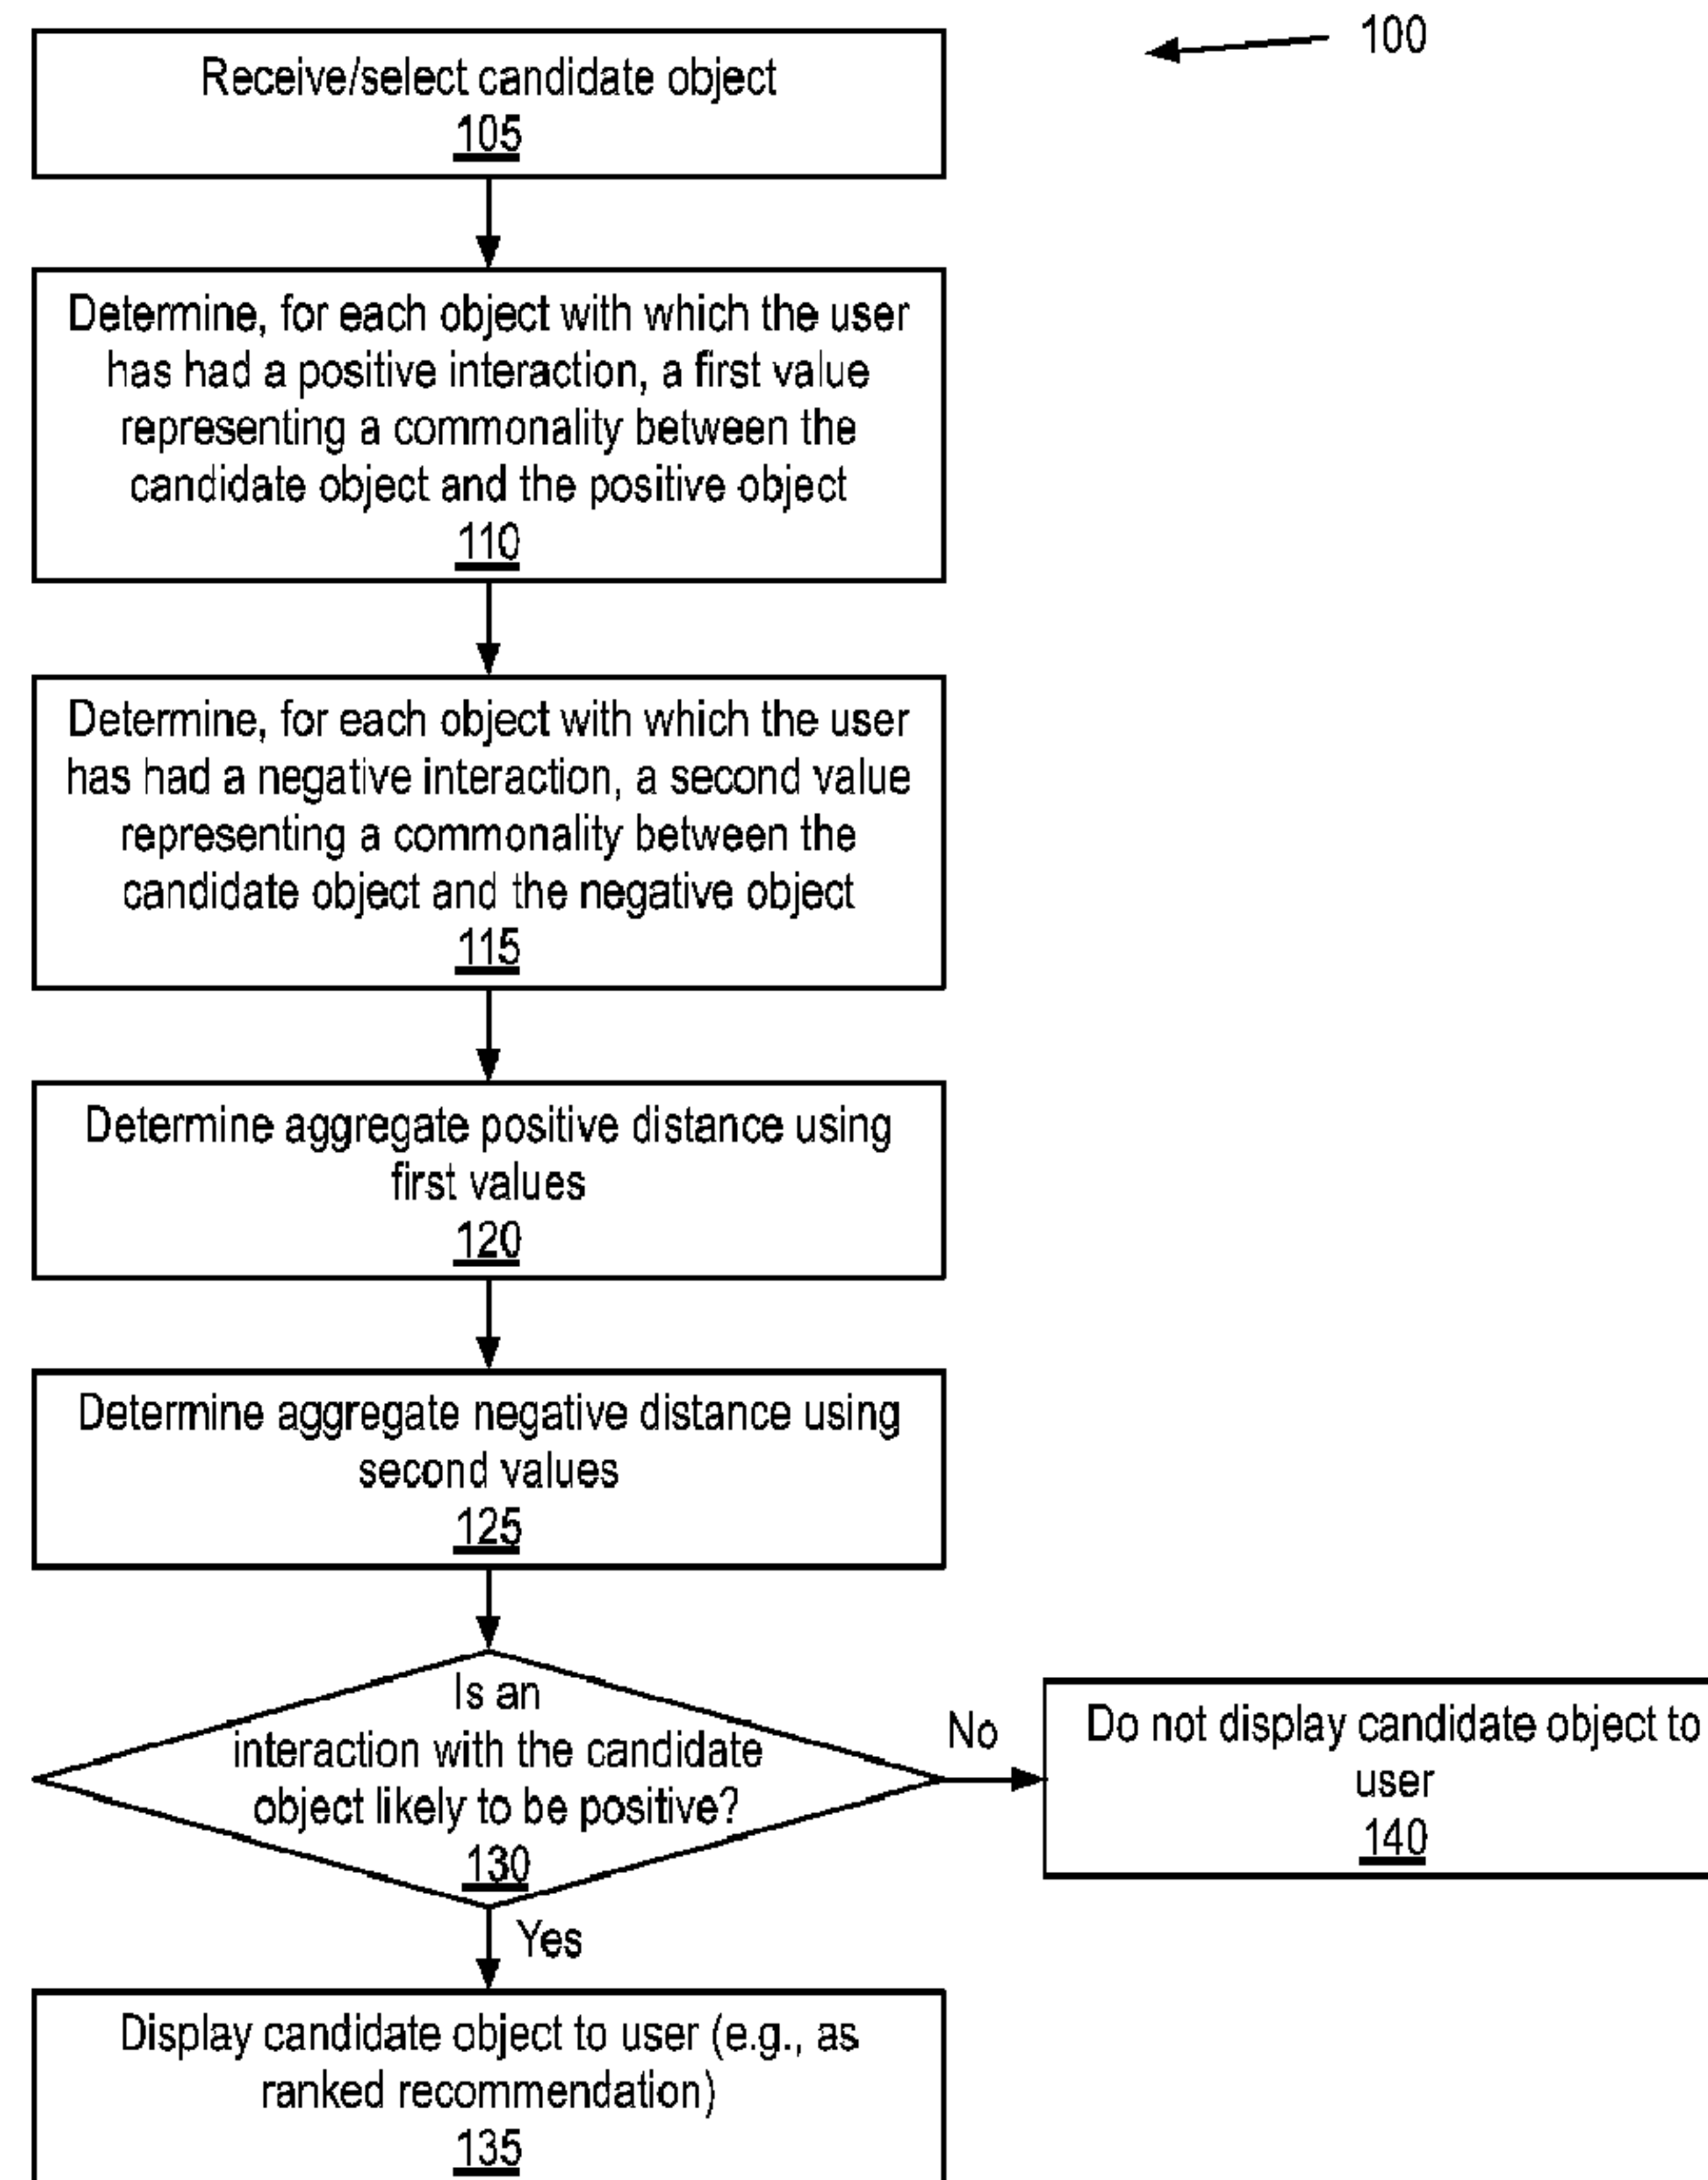 100
Receive/select candidate object
105
Determine, for each object with which the user
has had a positive interaction, a first value
representing a commonality between the
candidate object and the positive object
110
Determine, for each object with which the user
has had a negative interaction, a second value
representing a commonality between the
candidate object and the negative object
115
Determine aggregate positive distance using
first values
120
Determine aggregate negative distance using
second values
125
Is an
interaction with the candidate
object likely to be positive?
130
No
Do not display candidate object to
user
140
Yes
Display candidate object to user (e.g., as
ranked recommendation)
135